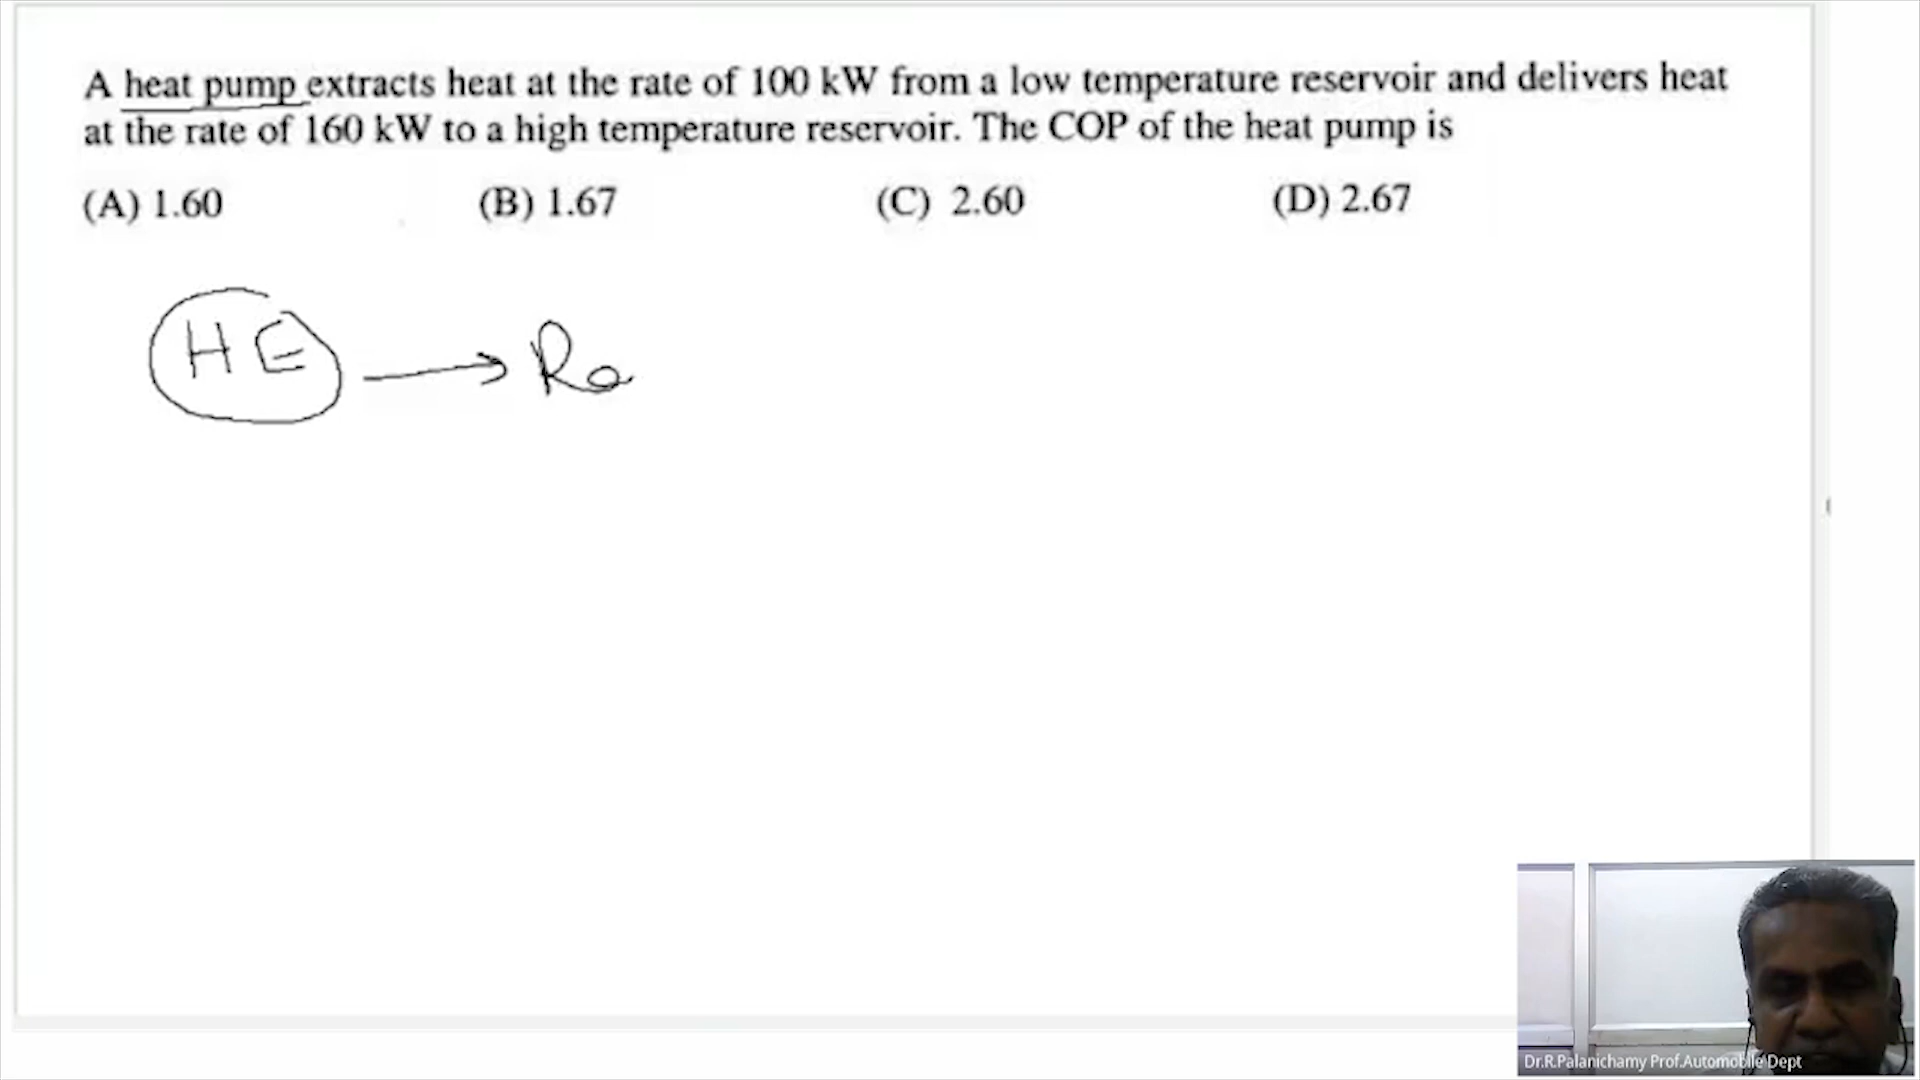 A heat pump extracts heat at the rate of 100 kW from a low temperature reservoir and delivers heat
at the rate of 160 kW to a high temperature reservoir. The COP of the heat pump is
(A) 1.60 (B) 1.67 (C) 2.60 (D) 2.67
HE → Re
Dr.R.Palanichamy Prof.Automobile Dept